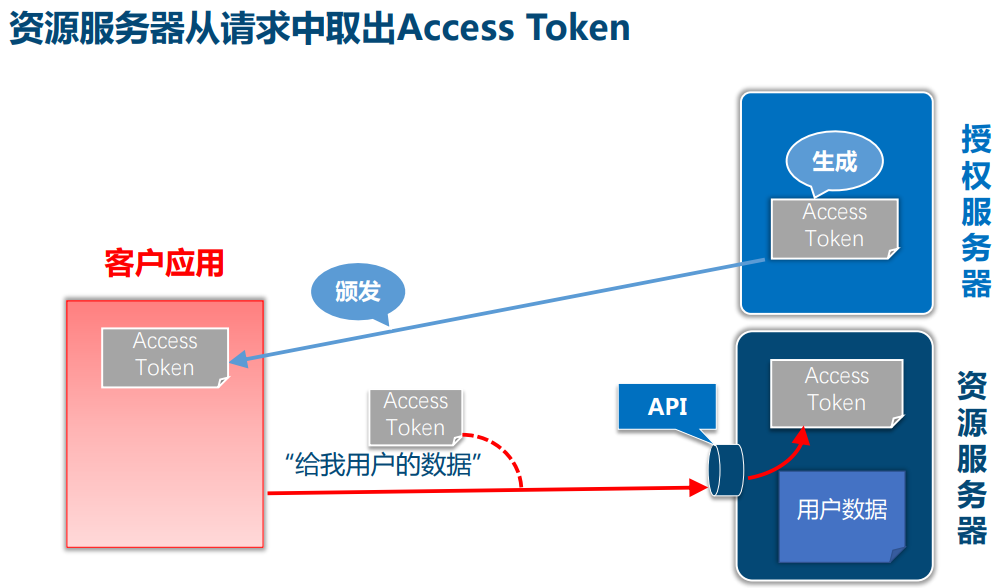 资源服务器从请求中取出Access Token
授权服务器
生成
Access
Token
客户应用
颁发
Access
Token
Access
Token
“给我用户的数据”
API
资源服务器
Access
Token
用户数据